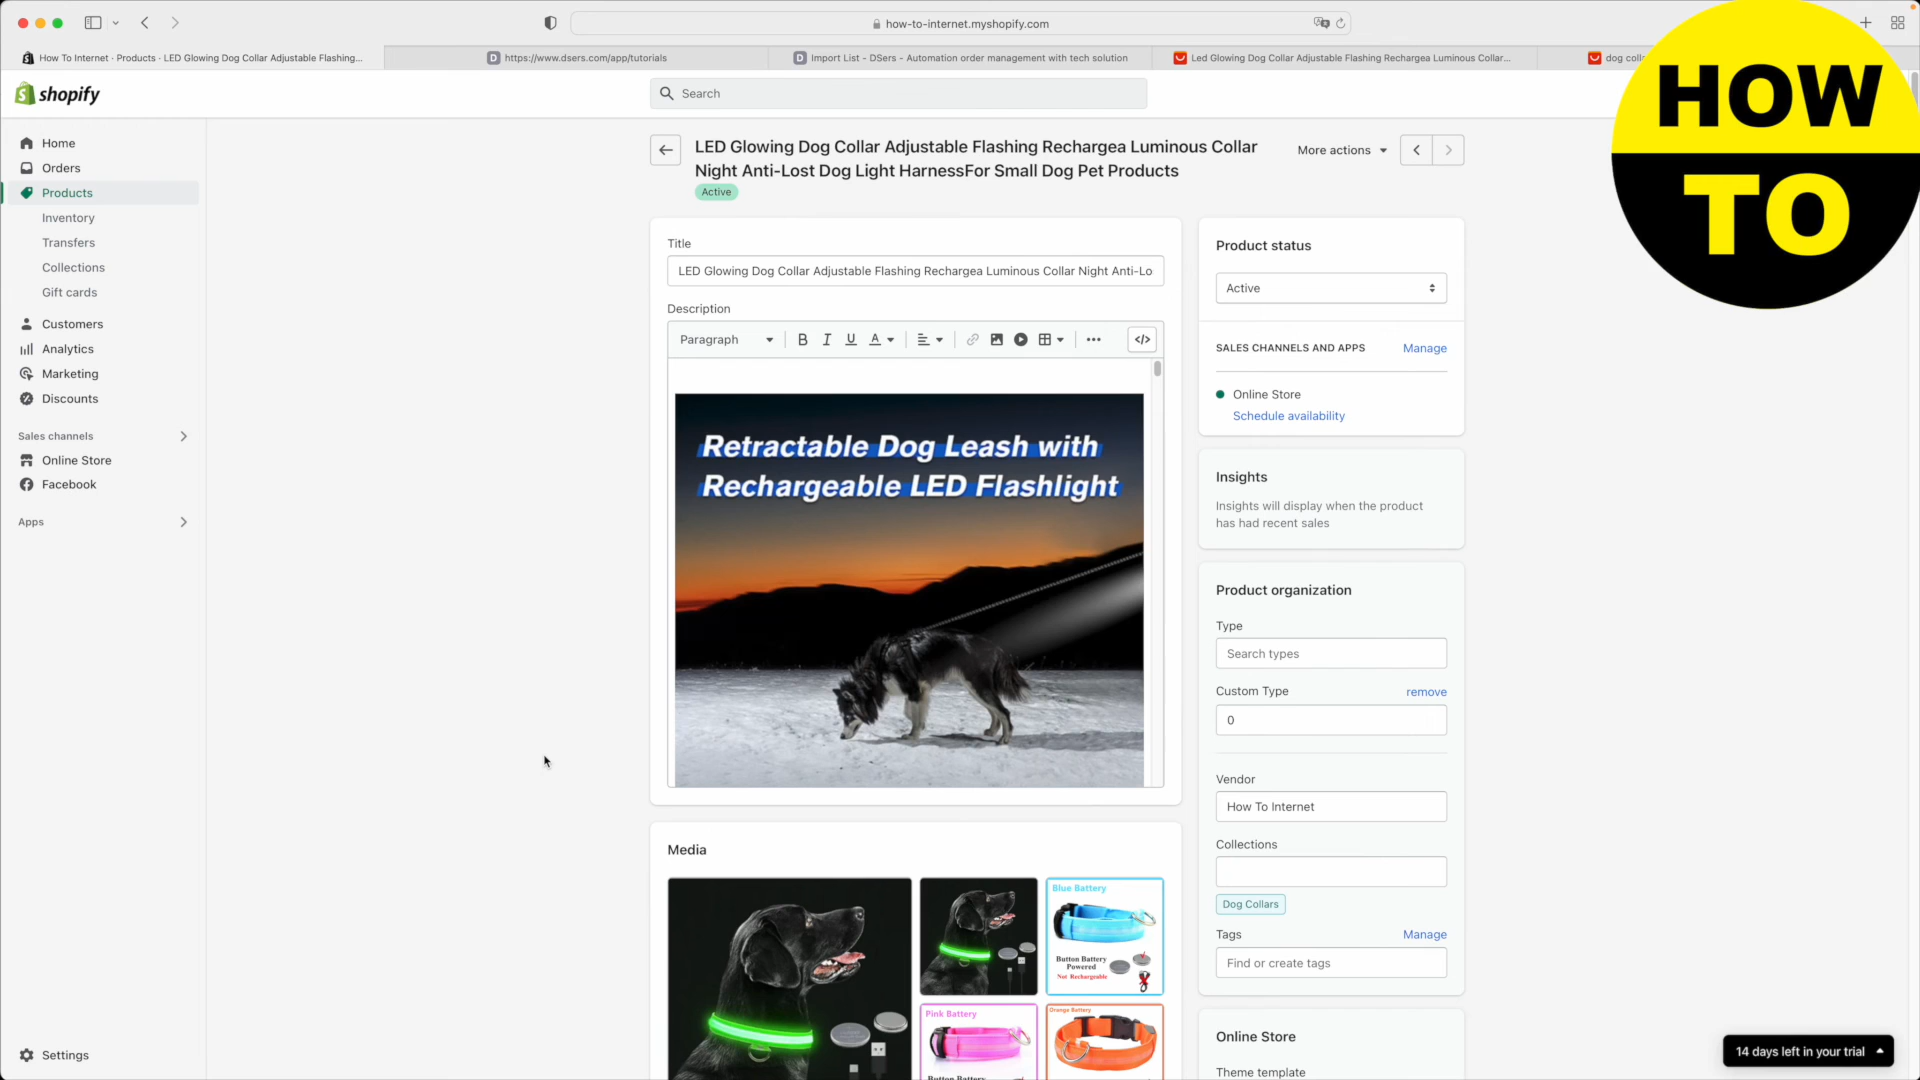 how-to-internet.myshopify.com
How To Internet · Products · LED Glowing Dog Collar Adjustable Flashing...
https://www.dsers.com/app/tutorials
Import List - DSers - Automation order management with tech solution
Led Glowing Dog Collar Adjustable Flashing Rechargea Luminous Collar...
HOW
TO
shopify
Search
Home
Orders
Products
Inventory
Transfers
Collections
Gift cards
Customers
Analytics
Marketing
Discounts
Sales channels
Online Store
Facebook
Apps
Settings
LED Glowing Dog Collar Adjustable Flashing Rechargea Luminous Collar
Night Anti-Lost Dog Light HarnessFor Small Dog Pet Products
Active
More actions
Title
LED Glowing Dog Collar Adjustable Flashing Rechargea Luminous Collar Night Anti-Lo
Description
Paragraph
B I U A
</>
Retractable Dog Leash with
Rechargeable LED Flashlight
Media
Blue Battery
Button Battery
Powered
Not Rechargeable
Pink Battery
Button Battery
Orange Battery
Product status
Active
SALES CHANNELS AND APPS
Manage
Online Store
Schedule availability
Insights
Insights will display when the product
has had recent sales
Product organization
Type
Search types
Custom Type
remove
0
Vendor
How To Internet
Collections
Dog Collars
Tags
Manage
Find or create tags
Online Store
Theme template
14 days left in your trial